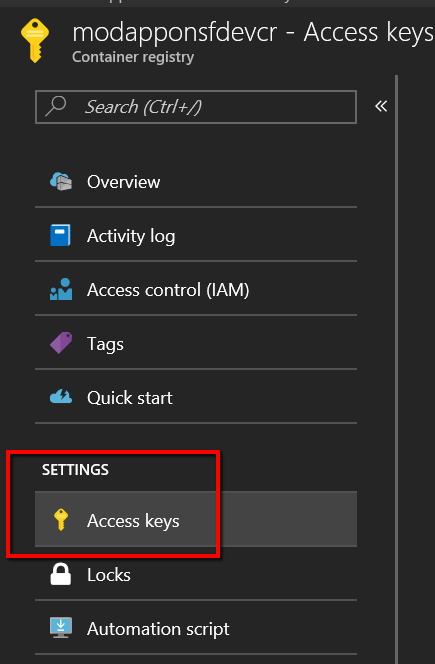 modapponsfdevcr - Access keys
Container registry
Search (Ctrl+/)
Overview
Activity log
Access control (IAM)
Tags
Quick start
SETTINGS
Access keys
Locks
Automation script